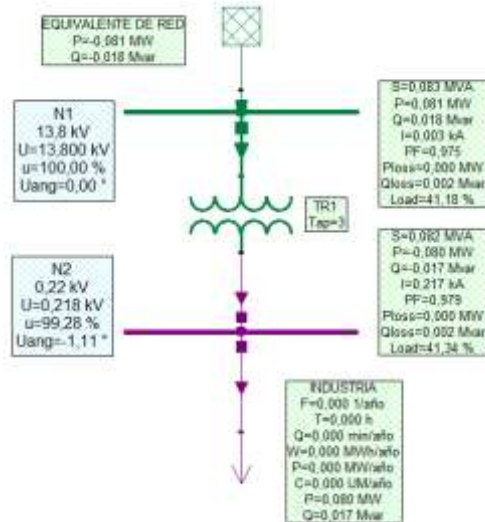 EQUIVALENTE DE RED
P=-0,081 MW
Q=-0,018 Mvar
N1
13,8 kV
U=13,800 kV
u=100,00 %
Uang=0,00 °
S=0,083 MVA
P=0,081 MW
Q=0,018 Mvar
I=0,003 kA
PF=0,975
Ploss=0,000 MW
Qloss=0,002 Mvar
Load=41,18 %
TR1
Tap=3
N2
0,22 kV
U=0,218 kV
u=99,28 %
Uang=-1,11 °
S=0,082 MVA
P=-0,080 MW
Q=-0,017 Mvar
I=0,217 kA
PF=0,979
Ploss=0,000 MW
Qloss=0,002 Mvar
Load=41,34 %
INDUSTRIA
F=0,000 1/año
T=0,000 h
Q=0,000 min/año
W=0,000 MWh/año
P=0,000 MW/año
C=0,000 UM/año
P=0,080 MW
Q=0,017 Mvar